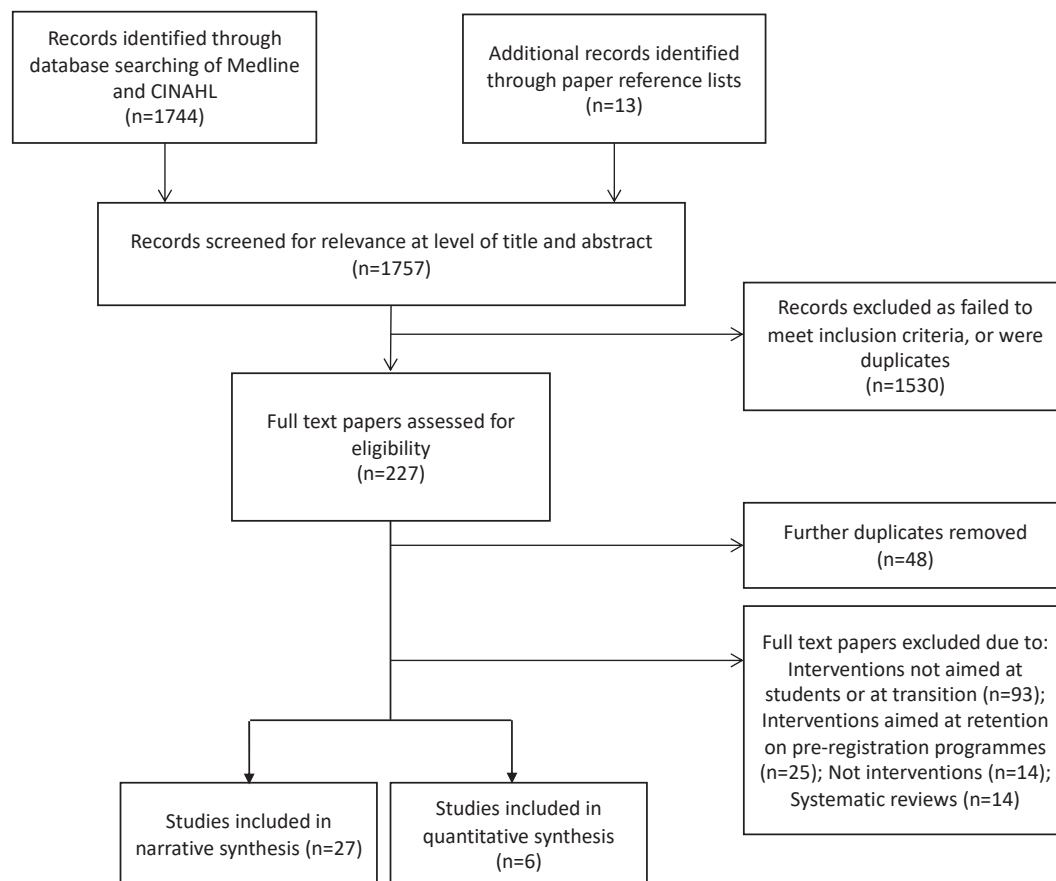 Records identified through
database searching of Medline
and CINAHL
(n=1744)
Additional records identified
through paper reference lists
(n=13)
Records screened for relevance at level of title and abstract
(n=1757)
Records excluded as failed to
meet inclusion criteria, or were
duplicates
(n=1530)
Full text papers assessed for
eligibility
(n=227)
Further duplicates removed
(n=48)
Full text papers excluded due to:
Interventions not aimed at
students or at transition (n=93);
Interventions aimed at retention
on pre-registration programmes
(n=25); Not interventions (n=14);
Systematic reviews (n=14)
Studies included in
narrative synthesis (n=27)
Studies included in
quantitative synthesis
(n=6)